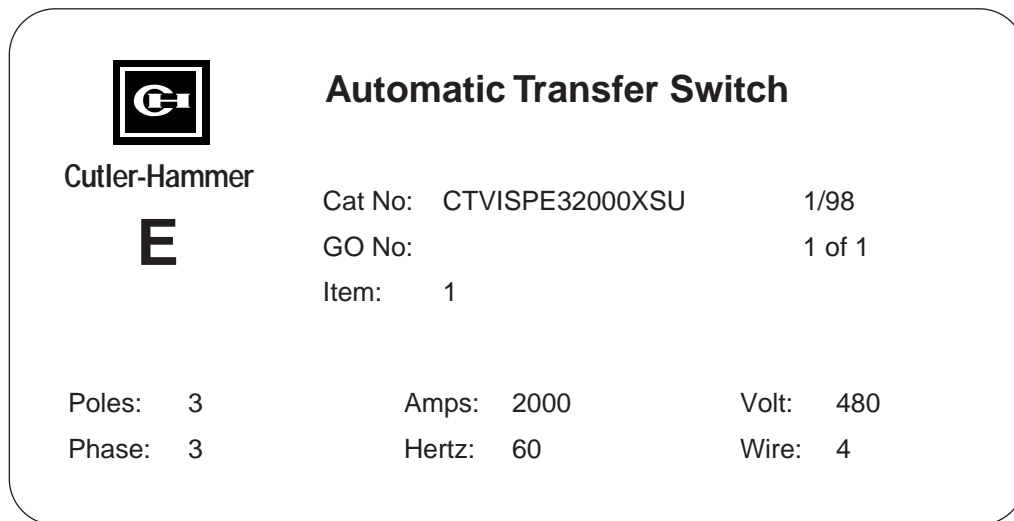 Automatic Transfer Switch
CH
Cutler-Hammer
E
Cat No: CTVISPE32000XSU 1/98
GO No: 1 of 1
Item: 1
Poles: 3 Amps: 2000 Volt: 480
Phase: 3 Hertz: 60 Wire: 4